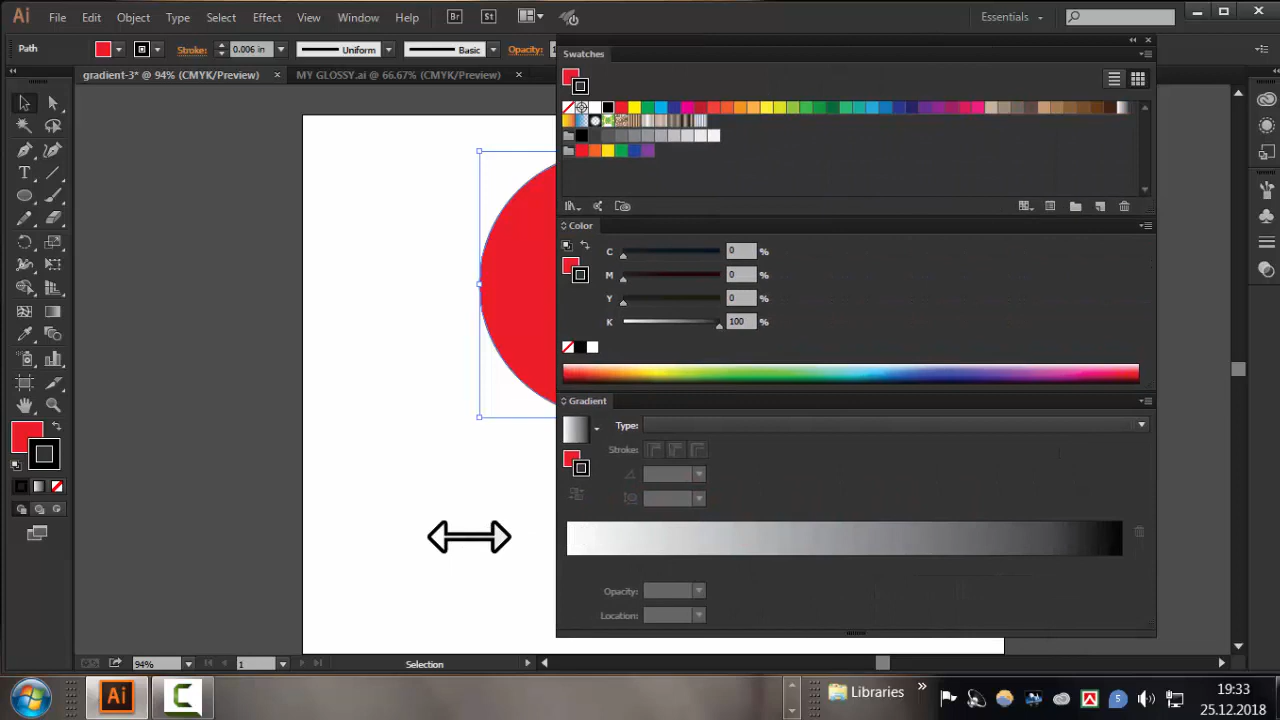 Ai File Edit Object Type Select Effect View Window Help Br St Essentials
Path Stroke: 0.006 in Uniform Basic Opacity:
gradient-3* @ 94% (CMYK/Preview) × MY GLOSSY.ai @ 66.67% (CMYK/Preview) ×
Swatches
Color
C 0 %
M 0 %
Y 0 %
K 100 %
Gradient
Type:
Stroke:
Opacity:
Location:
94% 1 Selection
Ai Libraries » 19:33
25.12.2018